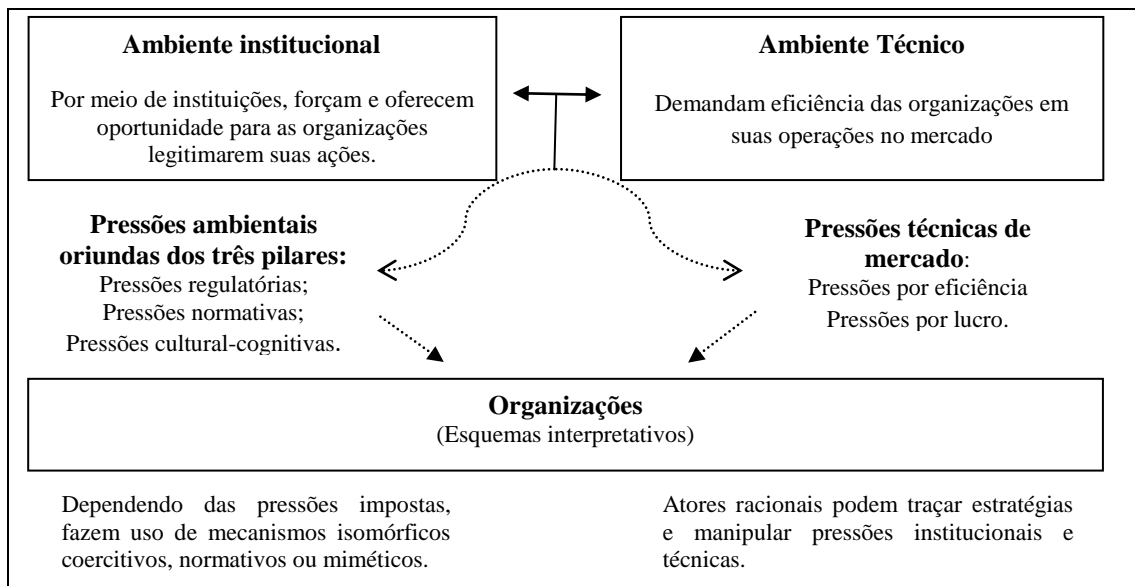 Ambiente institucional
Por meio de instituições, forçam e oferecem
oportunidade para as organizações
legitimarem suas ações.
Ambiente Técnico
Demandam eficiência das organizações em
suas operações no mercado
Pressões ambientais
oriundas dos três pilares:
Pressões regulatórias;
Pressões normativas;
Pressões cultural-cognitivas.
Pressões técnicas de
mercado:
Pressões por eficiência
Pressões por lucro.
Organizações
(Esquemas interpretativos)
Dependendo das pressões impostas,
fazem uso de mecanismos isomórficos
coercitivos, normativos ou miméticos.
Atores racionais podem traçar estratégias
e manipular pressões institucionais e
técnicas.